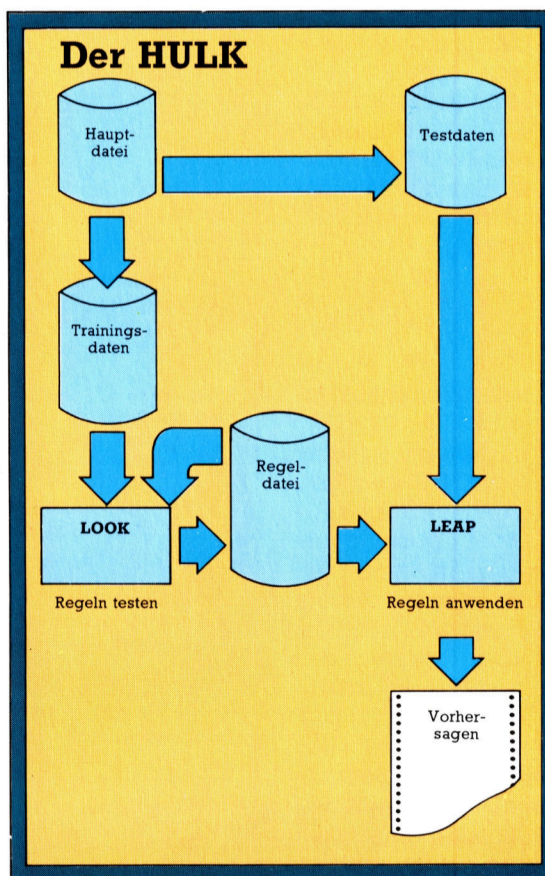 Der HULK
Haupt-
datei
Testdaten
Trainings-
daten
Regel-
datei
LOOK
LEAP
Regeln testen
Regeln anwenden
Vorher-
sagen